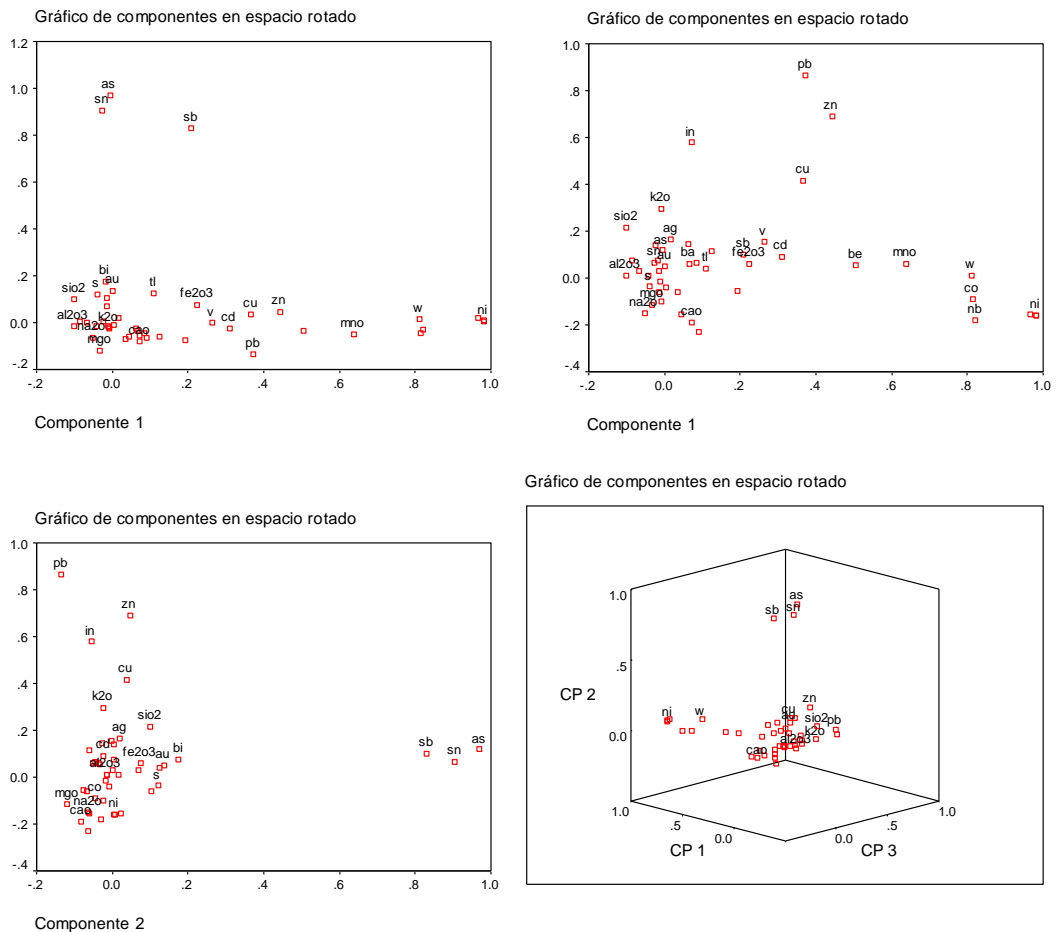 Gráfico de componentes en espacio rotado
1.2
1.0
.8
.6
.4
.2
0.0
-.2
-.2 0.0 .2 .4 .6 .8 1.0
as
sn
sb
bi
au
s
sio2
tl
fe2o3
v
cd
cu
zn
pb
mno
w
ni
al2o3
na2o
k2o
cao
mgo
Componente 1
Gráfico de componentes en espacio rotado
1.0
.8
.6
.4
.2
0.0
-.2
-.4
-.2 0.0 .2 .4 .6 .8 1.0
pb
zn
in
cu
k2o
sio2
ag
as
sn
au
ba
tl
sb
fe2o3
v
cd
be
mno
w
co
nb
ni
al2o3
s
mgo
na2o
cao
Componente 1
Gráfico de componentes en espacio rotado
1.0
.8
.6
.4
.2
0.0
-.2
-.4
-.2 0.0 .2 .4 .6 .8 1.0
pb
zn
in
cu
k2o
sio2
ag
cd
fe2o3
al2o3
au
bi
s
sb
sn
as
co
mgo
na2o
ni
cao
Componente 2
Gráfico de componentes en espacio rotado
1.0
.5
0.0
CP 2
1.0
.5
0.0
CP 1
0.0
.5
1.0
CP 3
as
sb
sn
ni
w
zn
cu
sio2
pb
k2o
al2o3
cao